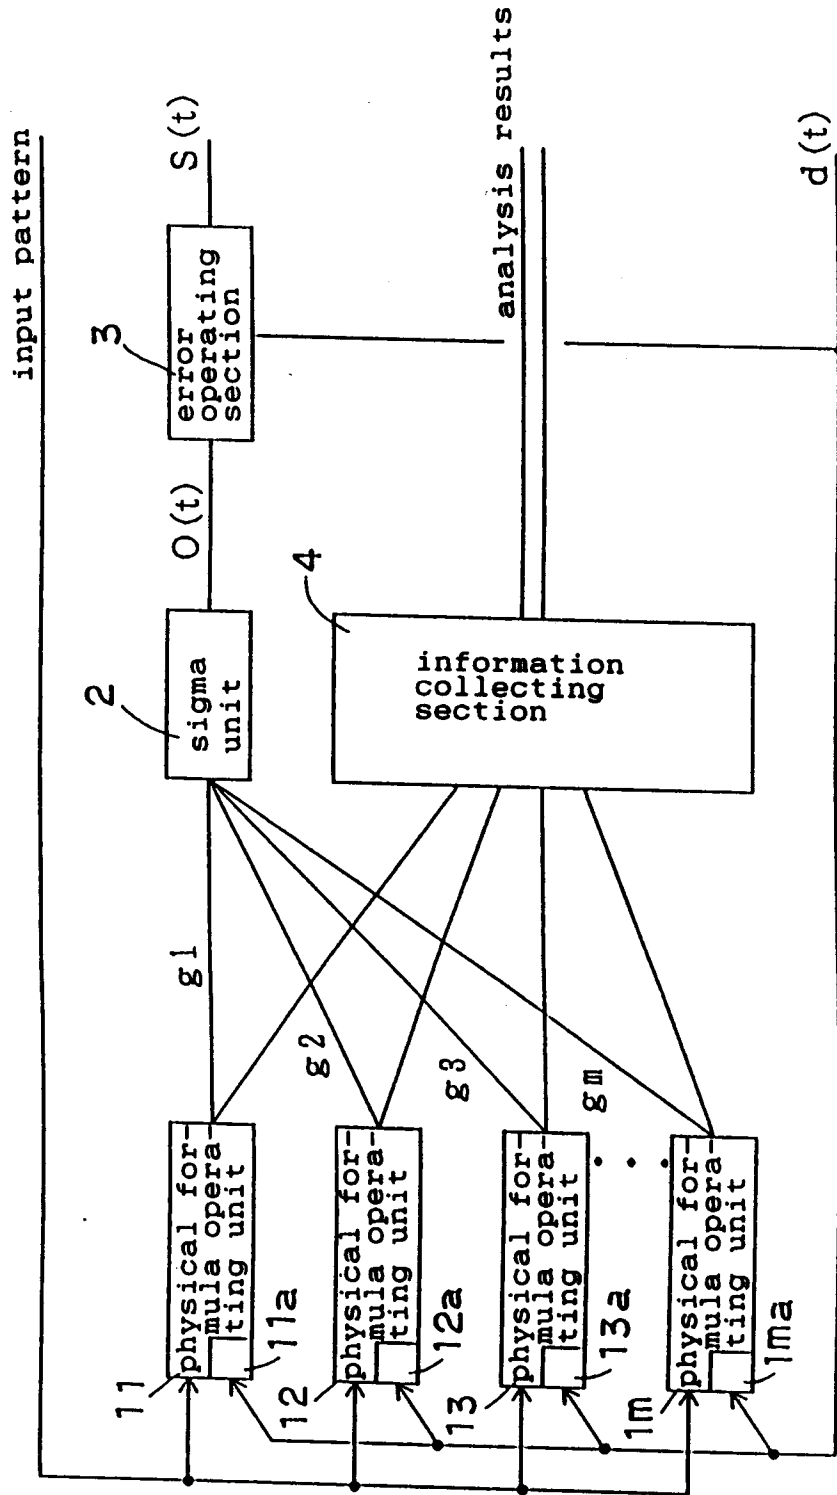 input pattern
11
physical for-
mula opera-
ting unit
11a
g1
2
sigma
unit
O(t)
3
error
operating
section
S(t)
12
physical for-
mula opera-
ting unit
12a
g2
4
information
collecting
section
analysis results
13
physical for-
mula opera-
ting unit
13a
g3
1m
physical for-
mula opera-
ting unit
1ma
gm
d(t)